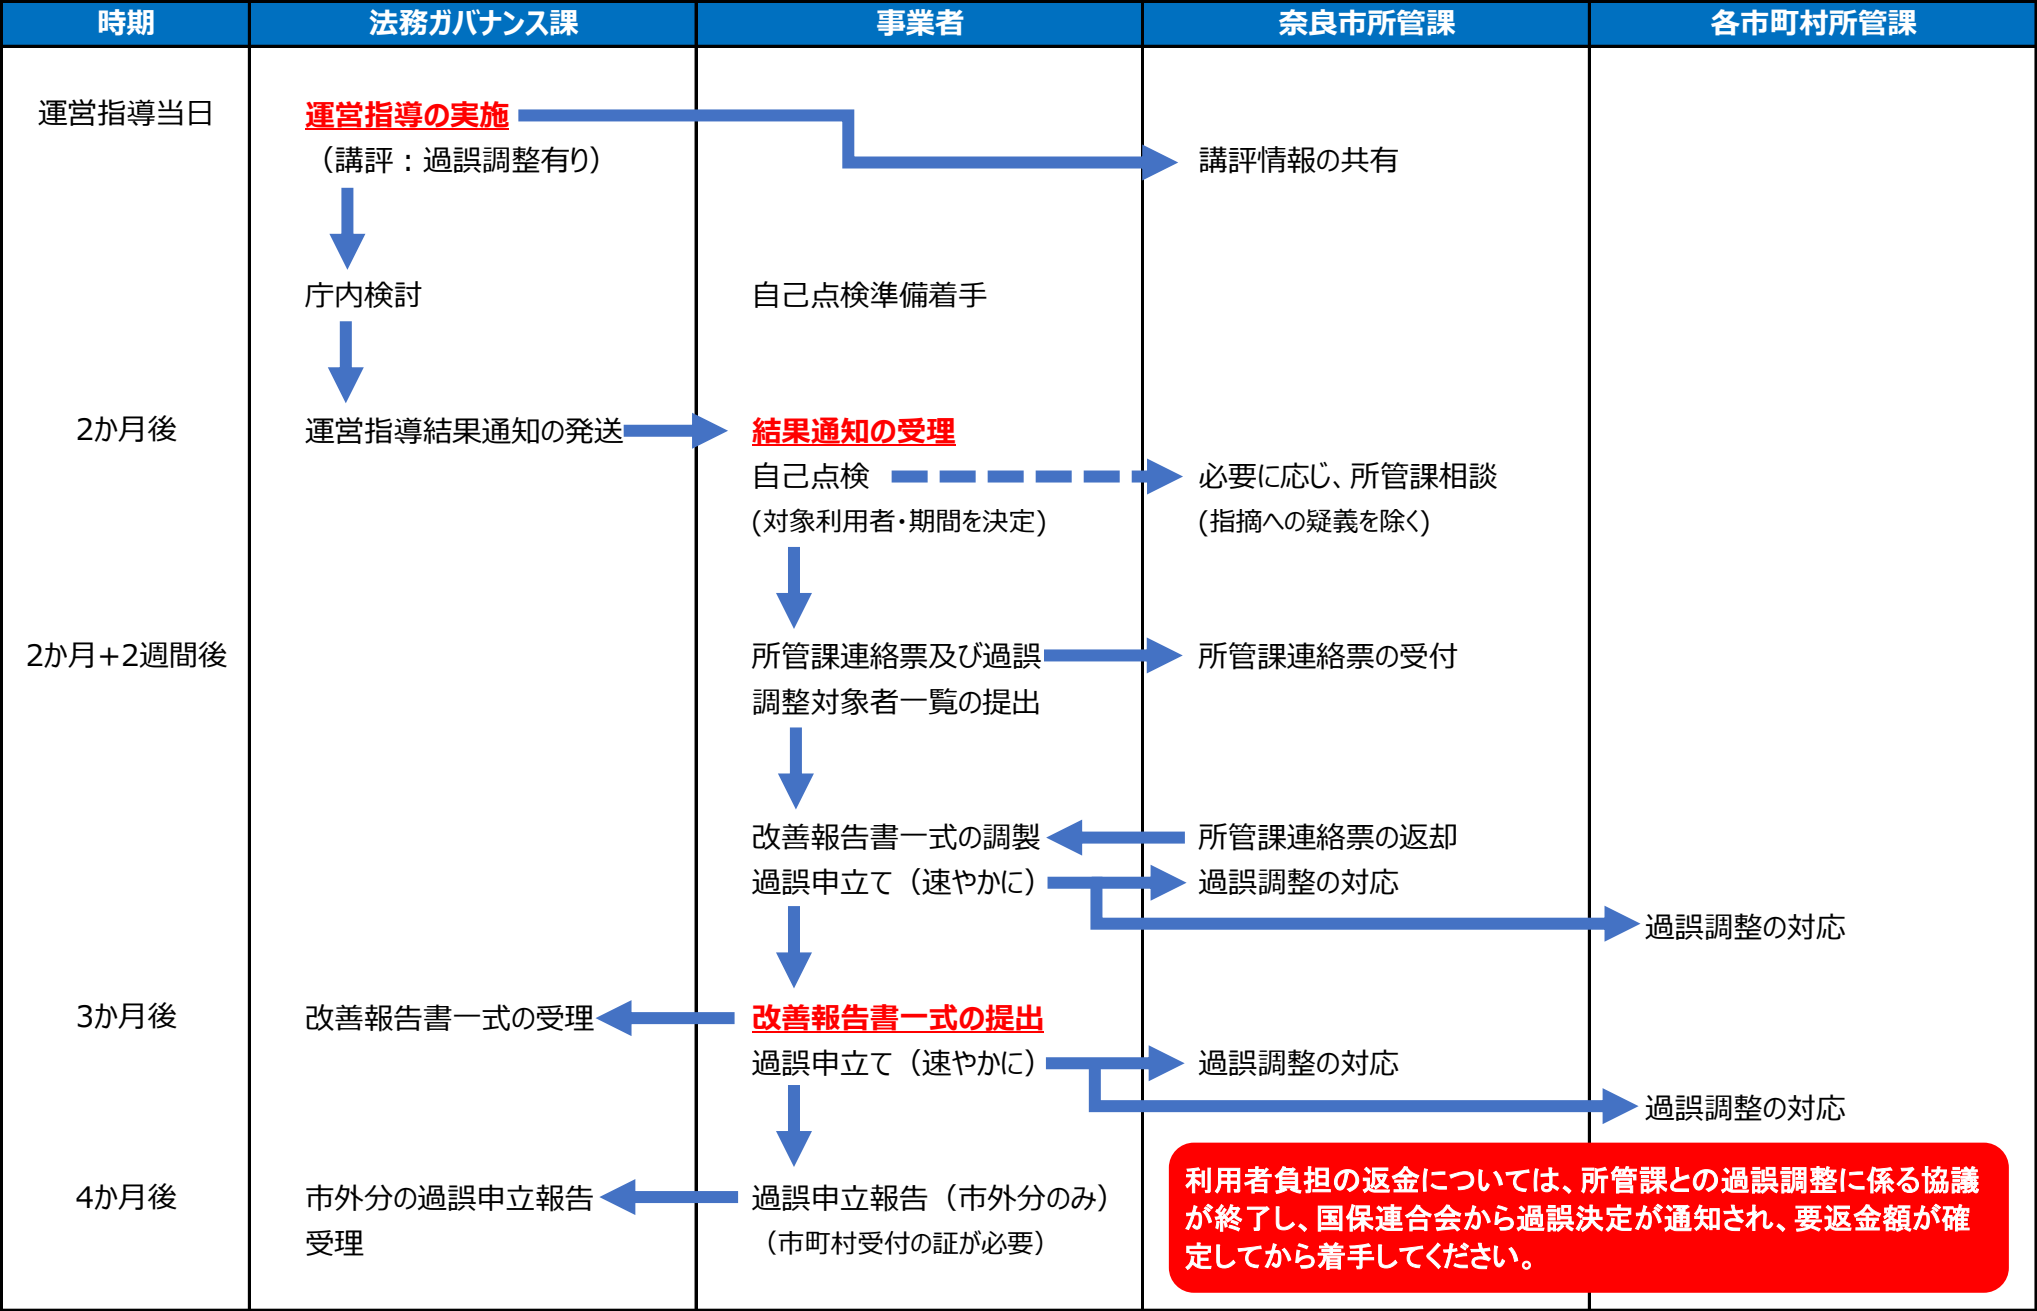 時期 法務ガバナンス課 事業者 奈良市所管課 各市町村所管課
運営指導当日 運営指導の実施
（講評：過誤調整有り） 講評情報の共有
庁内検討 自己点検準備着手
2か月後 運営指導結果通知の発送 結果通知の受理
自己点検 必要に応じ、所管課相談
(対象利用者・期間を決定) (指摘への疑義を除く)
2か月+2週間後 所管課連絡票及び過誤 所管課連絡票の受付
調整対象者一覧の提出
改善報告書一式の調製 所管課連絡票の返却
過誤申立て（速やかに） 過誤調整の対応
過誤調整の対応
3か月後 改善報告書一式の受理 改善報告書一式の提出
過誤申立て（速やかに） 過誤調整の対応
過誤調整の対応
4か月後 市外分の過誤申立報告 過誤申立報告（市外分のみ）
受理 （市町村受付の証が必要）
利用者負担の返金については、所管課との過誤調整に係る協議
が終了し、国保連合会から過誤決定が通知され、要返金額が確
定してから着手してください。